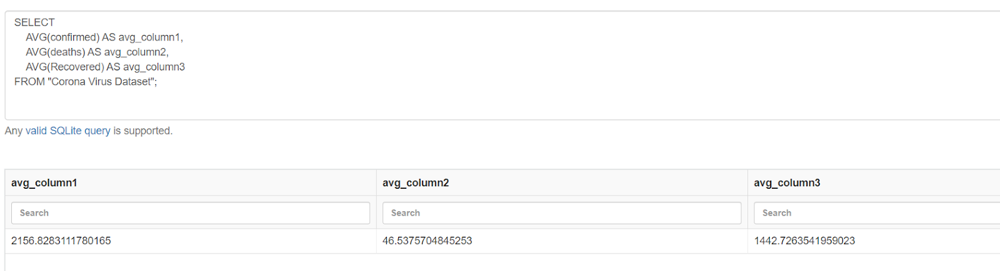 SELECT
AVG(confirmed) AS avg_column1,
AVG(deaths) AS avg_column2,
AVG(Recovered) AS avg_column3
FROM "Corona Virus Dataset";
Any valid SQLite query is supported.
avg_column1 avg_column2 avg_column3
Search Search Search
2156.8283111780165 46.5375704845253 1442.7263541959023